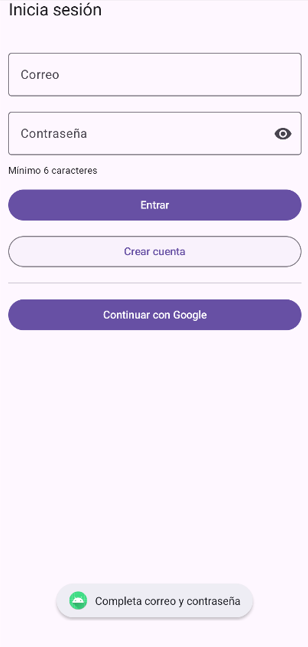 Inicia sesión
Correo
Contraseña
Mínimo 6 caracteres
Entrar
Crear cuenta
Continuar con Google
Completa correo y contraseña